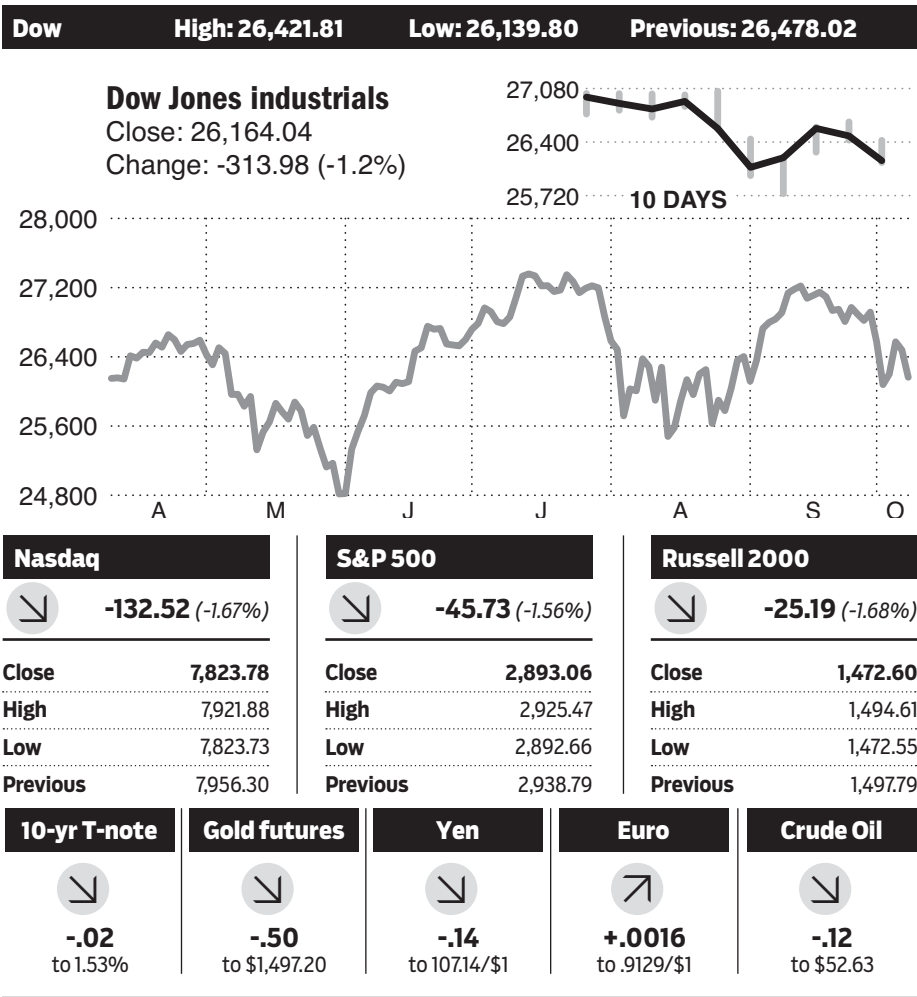 Dow High: 26,421.81 Low: 26,139.80 Previous: 26,478.02
Dow Jones industrials
Close: 26,164.04
Change: -313.98 (-1.2%)
27,080
26,400
25,720
10 DAYS
28,000
27,200
26,400
25,600
24,800
A M J J A S O
Nasdaq
-132.52 (-1.67%)
Close 7,823.78
High 7,921.88
Low 7,823.73
Previous 7,956.30
S&P 500
-45.73 (-1.56%)
Close 2,893.06
High 2,925.47
Low 2,892.66
Previous 2,938.79
Russell 2000
-25.19 (-1.68%)
Close 1,472.60
High 1,494.61
Low 1,472.55
Previous 1,497.79
10-yr T-note
-.02
to 1.53%
Gold futures
-.50
to $1,497.20
Yen
-.14
to 107.14/$1
Euro
+.0016
to .9129/$1
Crude Oil
-.12
to $52.63